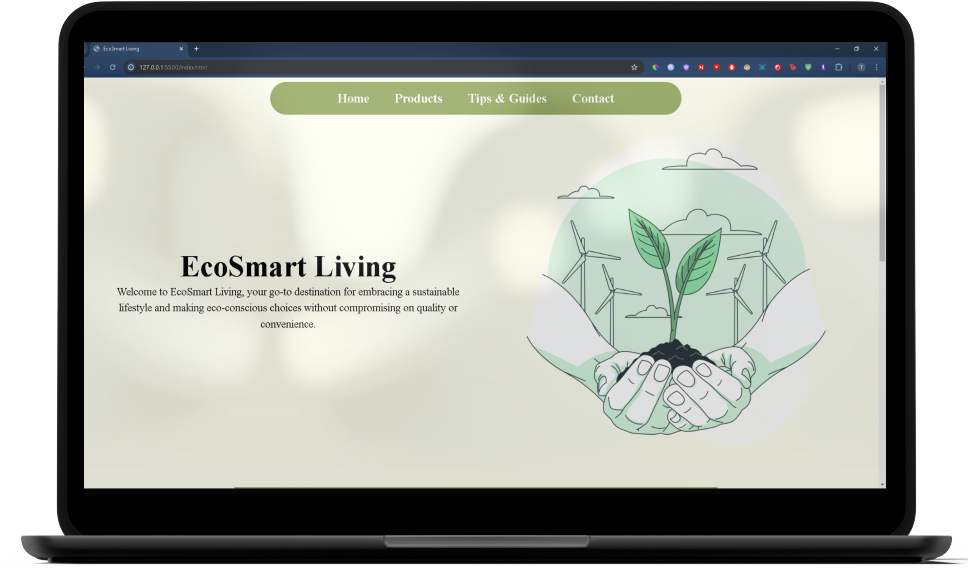 EcoSmart Living
127.0.0.1:5500/index.html
Home Products Tips & Guides Contact
EcoSmart Living
Welcome to EcoSmart Living, your go-to destination for embracing a sustainable
lifestyle and making eco-conscious choices without compromising on quality or
convenience.